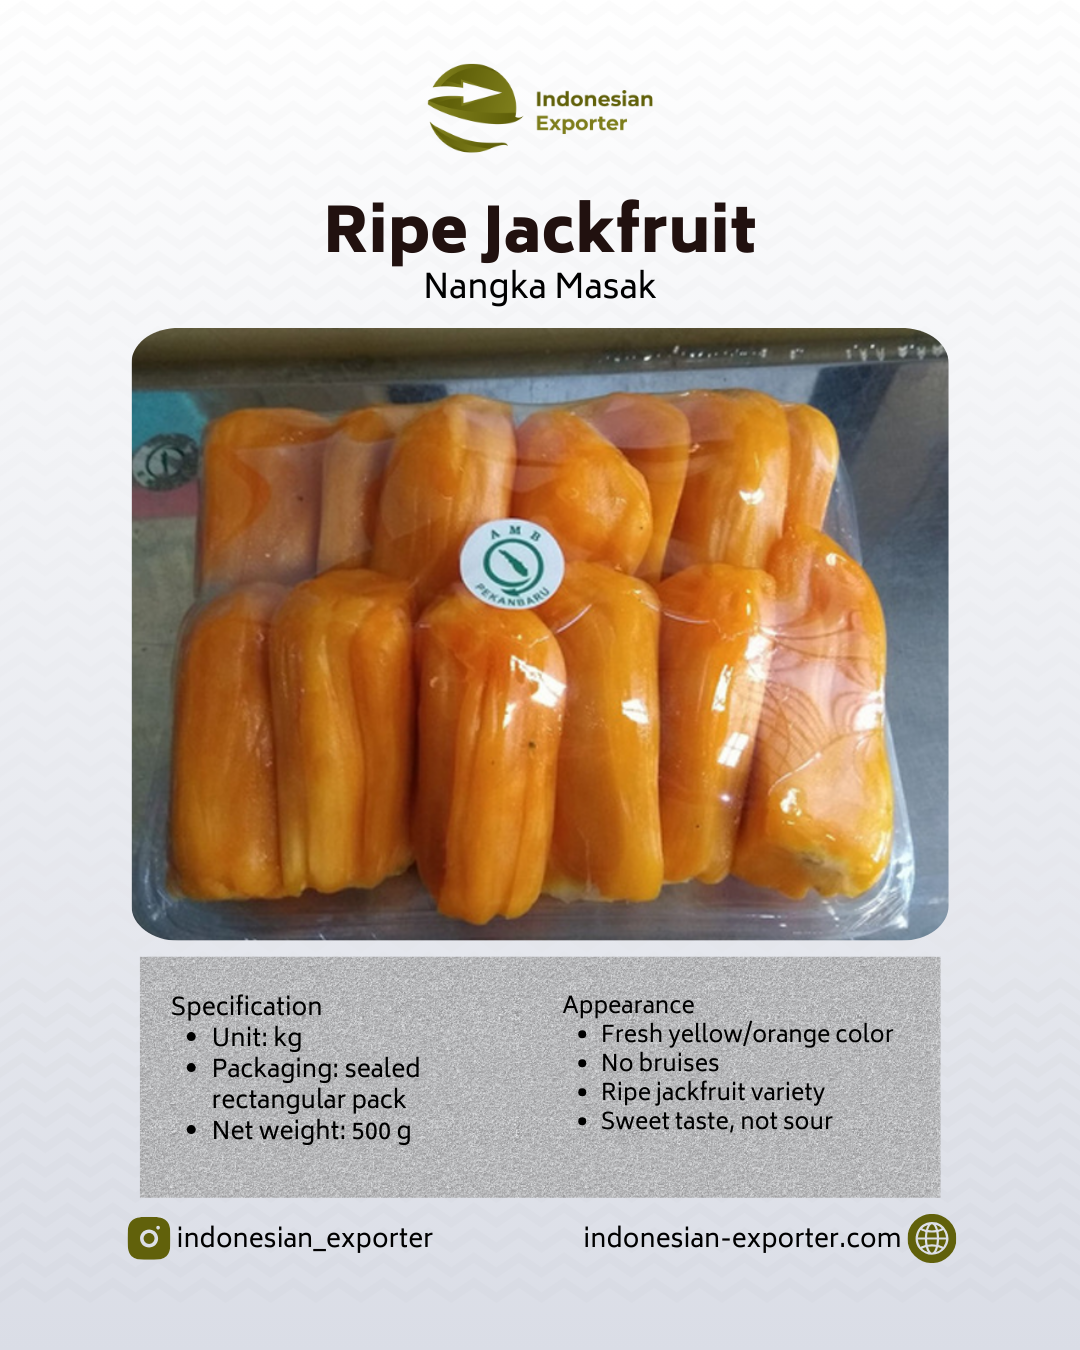 Indonesian
Exporter
Ripe Jackfruit
Nangka Masak
AMB
PEKANBARU
Specification
• Unit: kg
• Packaging: sealed
rectangular pack
• Net weight: 500 g
Appearance
• Fresh yellow/orange color
• No bruises
• Ripe jackfruit variety
• Sweet taste, not sour
indonesian_exporter
indonesian-exporter.com